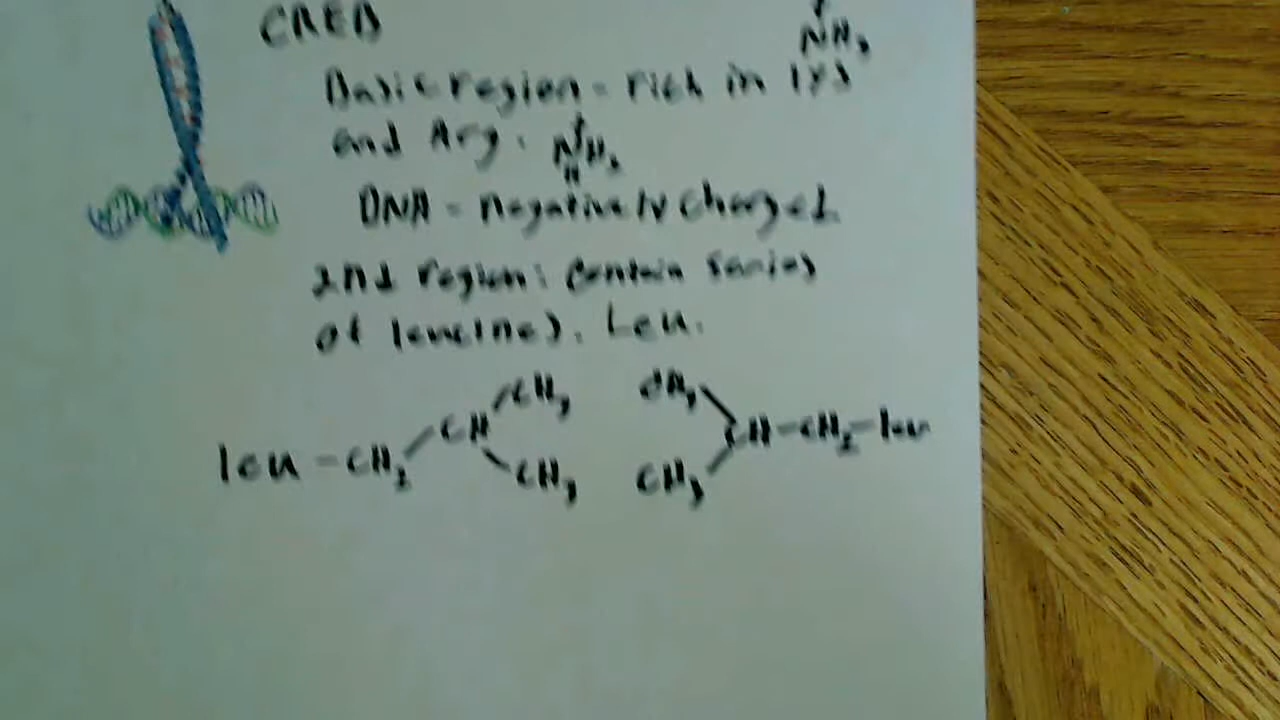 CREB
NH3
+
Basic region - rich in lys
and Arg. NH2
+
H
DNA - negatively charged
2nd region: contain series
of leucines. Leu.
CH3 CH3
CH CH-CH2-leu
leu-CH2
CH3 CH3